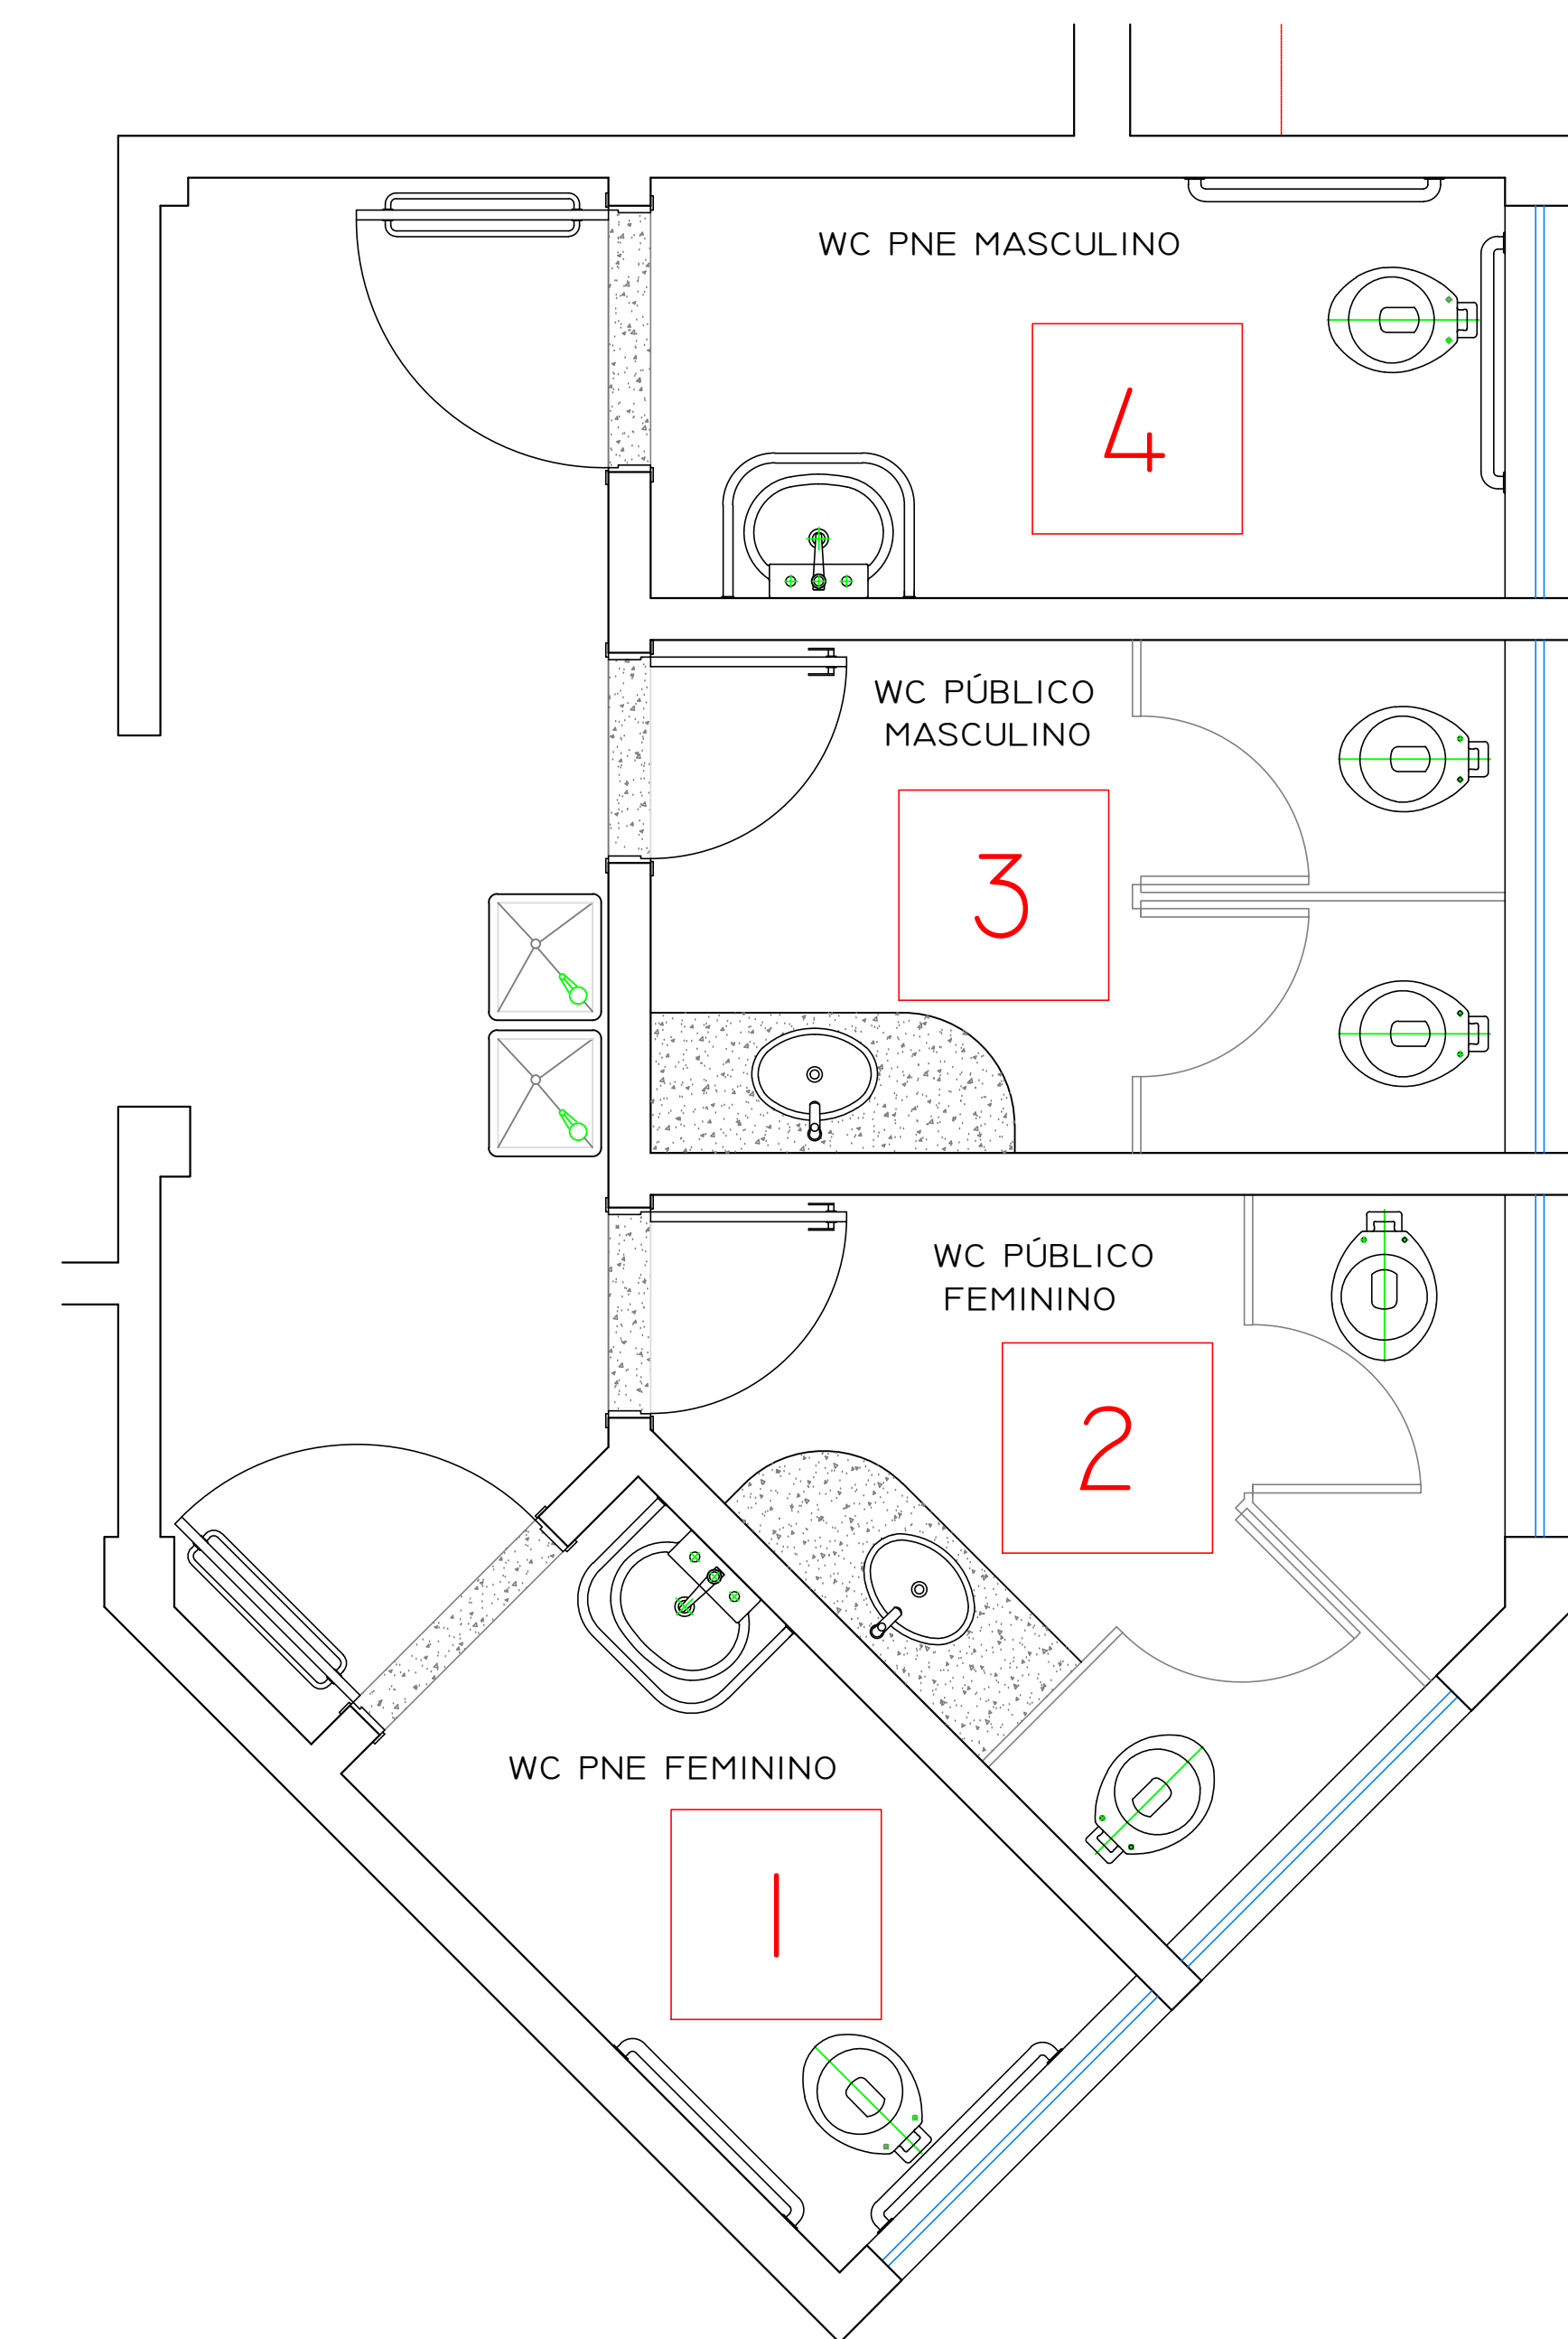 WC PNE MASCULINO
4
WC PÚBLICO
MASCULINO
3
WC PÚBLICO
FEMININO
2
WC PNE FEMININO
1